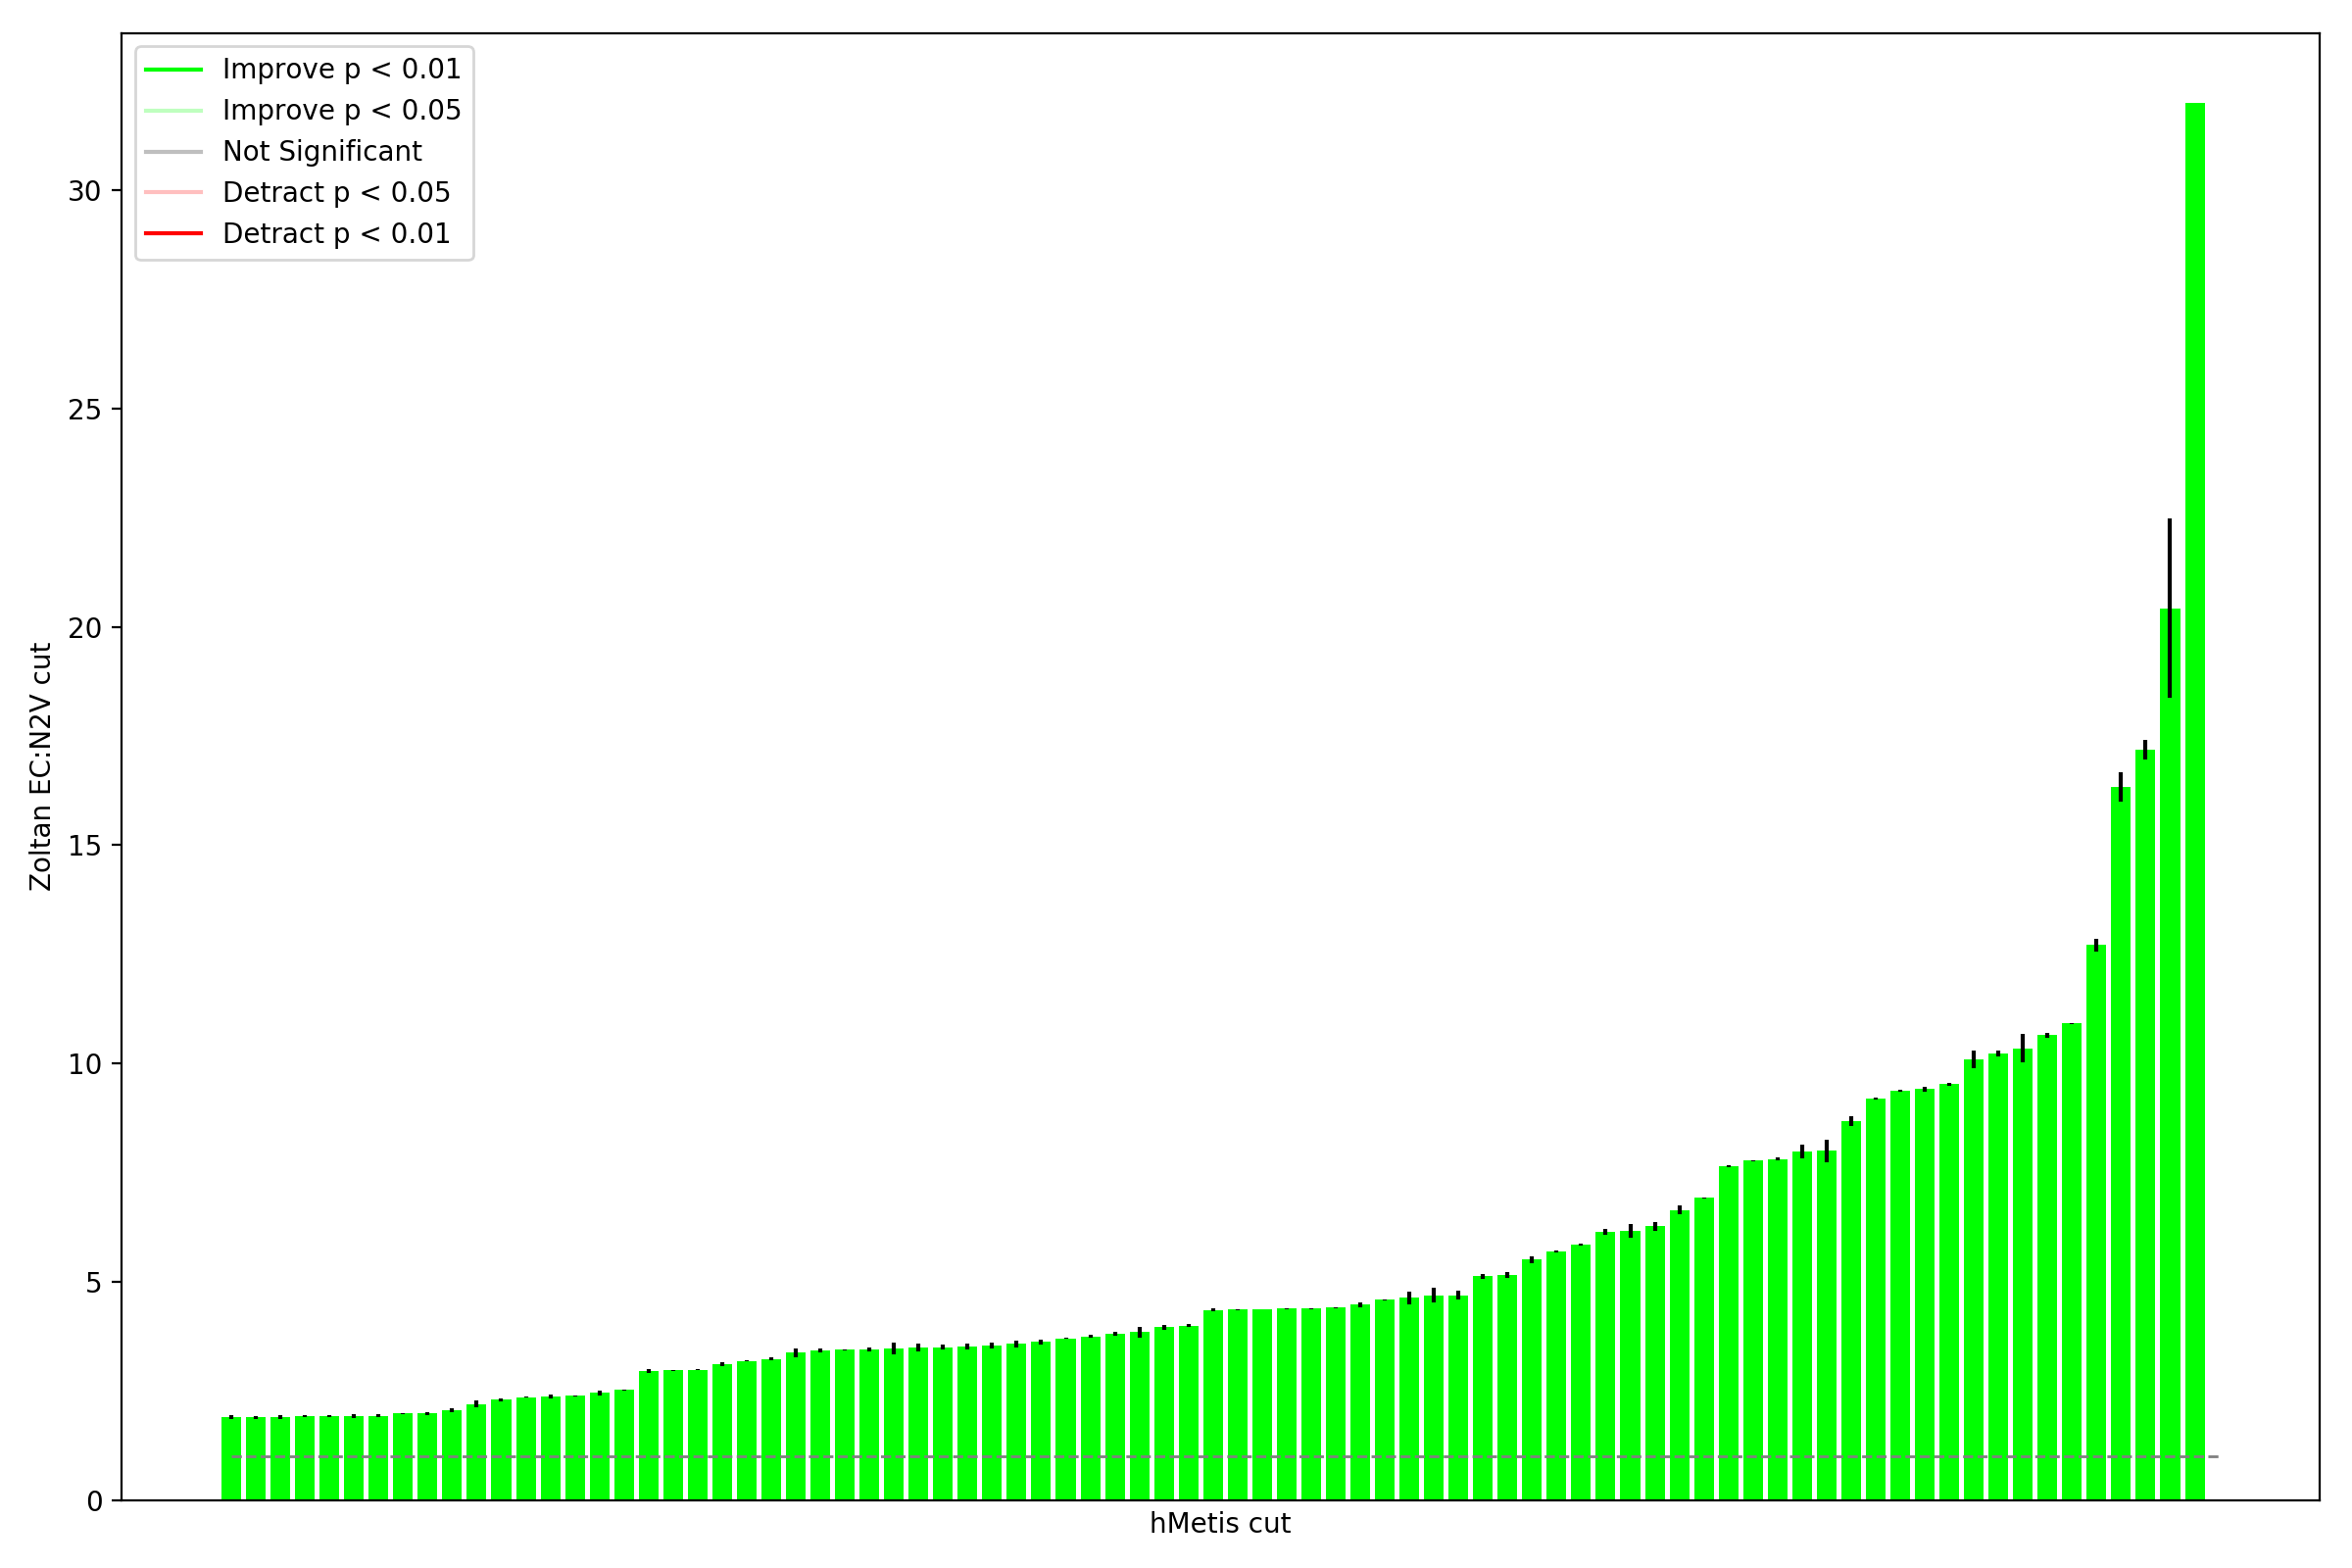 Improve p < 0.01
Improve p < 0.05
Not Significant
Detract p < 0.05
Detract p < 0.01
30
25
20
15
10
5
0
Zoltan EC:N2V cut
hMetis cut